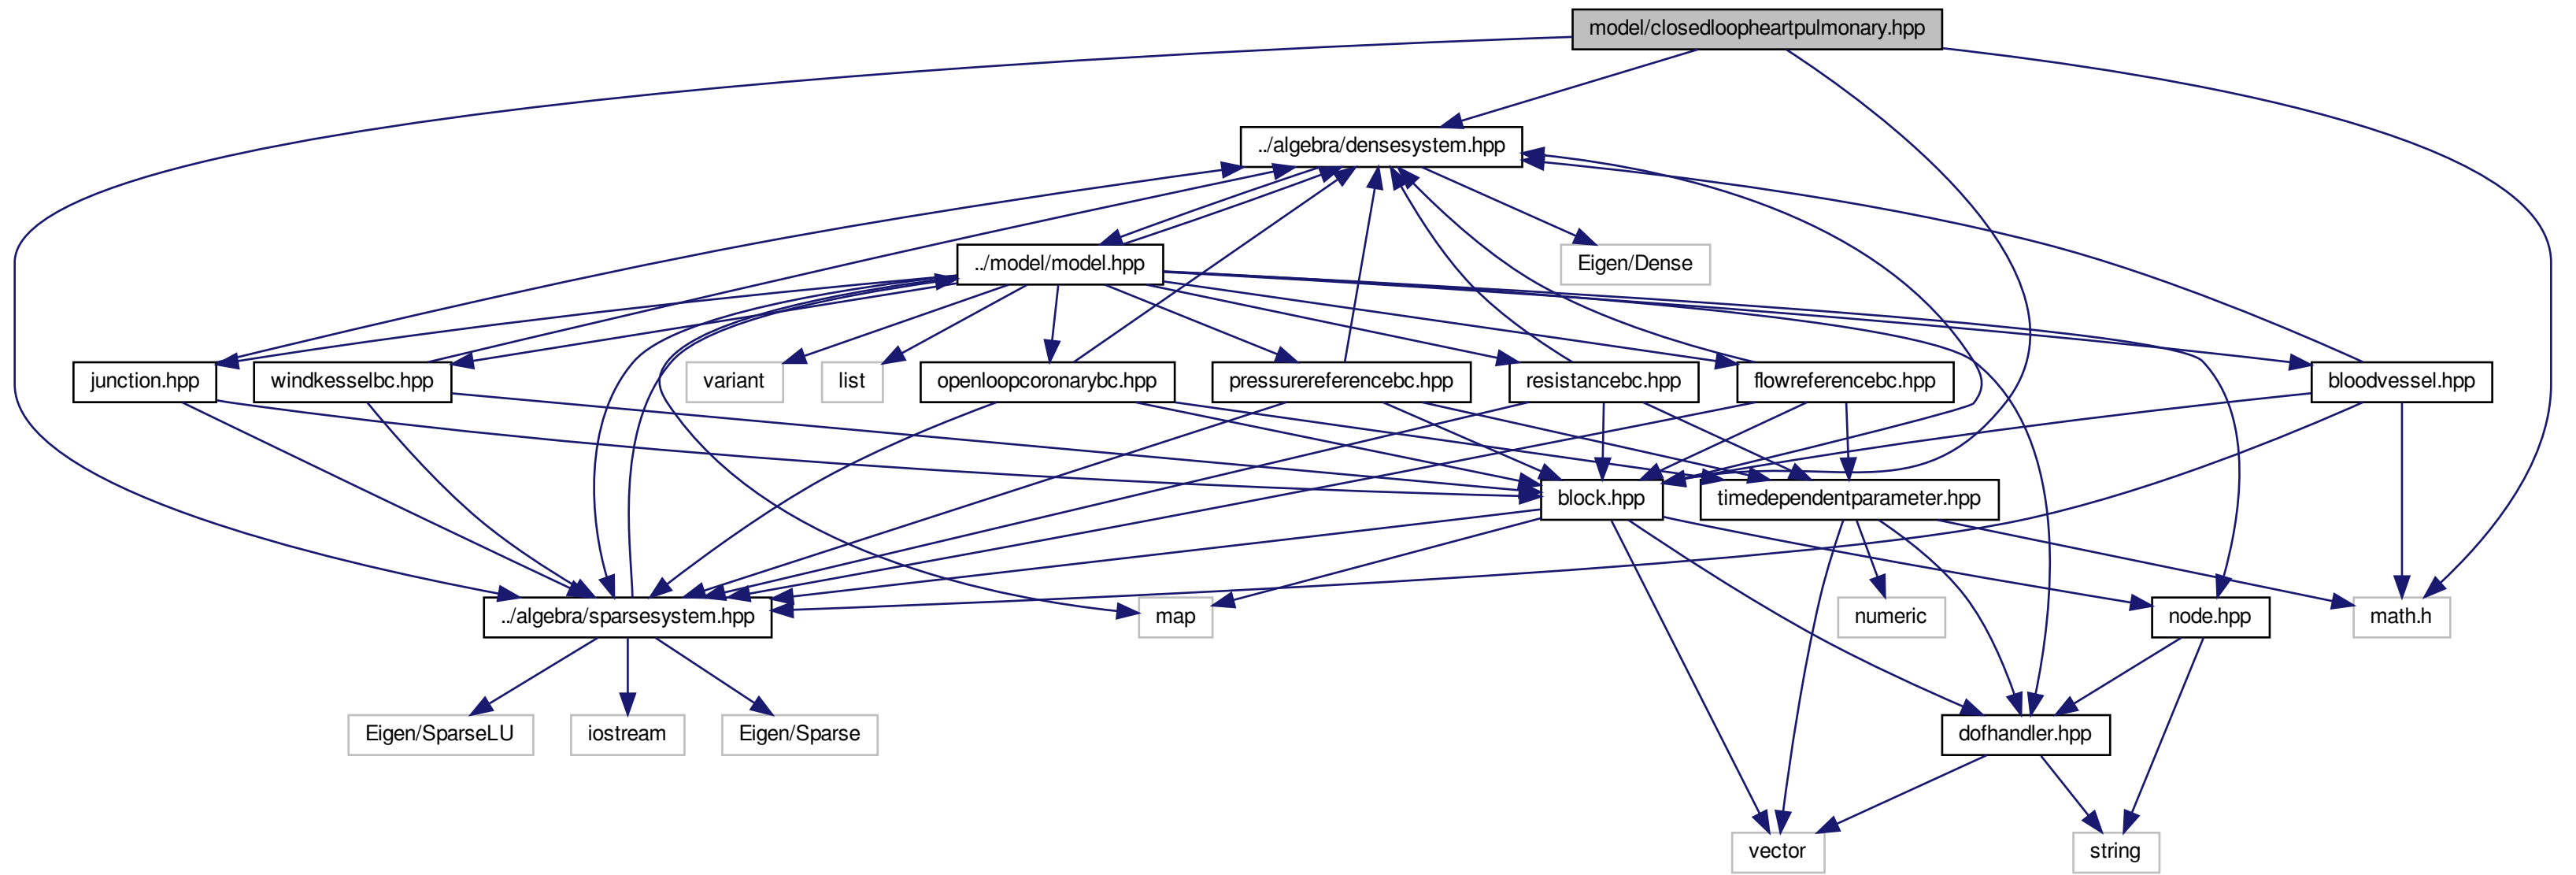 model/closedloopheartpulmonary.hpp
../algebra/densesystem.hpp
../model/model.hpp
Eigen/Dense
junction.hpp
windkesselbc.hpp
variant
list
openloopcoronarybc.hpp
pressurereferencebc.hpp
resistancebc.hpp
flowreferencebc.hpp
bloodvessel.hpp
block.hpp
timedependentparameter.hpp
../algebra/sparsesystem.hpp
map
numeric
node.hpp
math.h
Eigen/SparseLU
iostream
Eigen/Sparse
dofhandler.hpp
vector
string